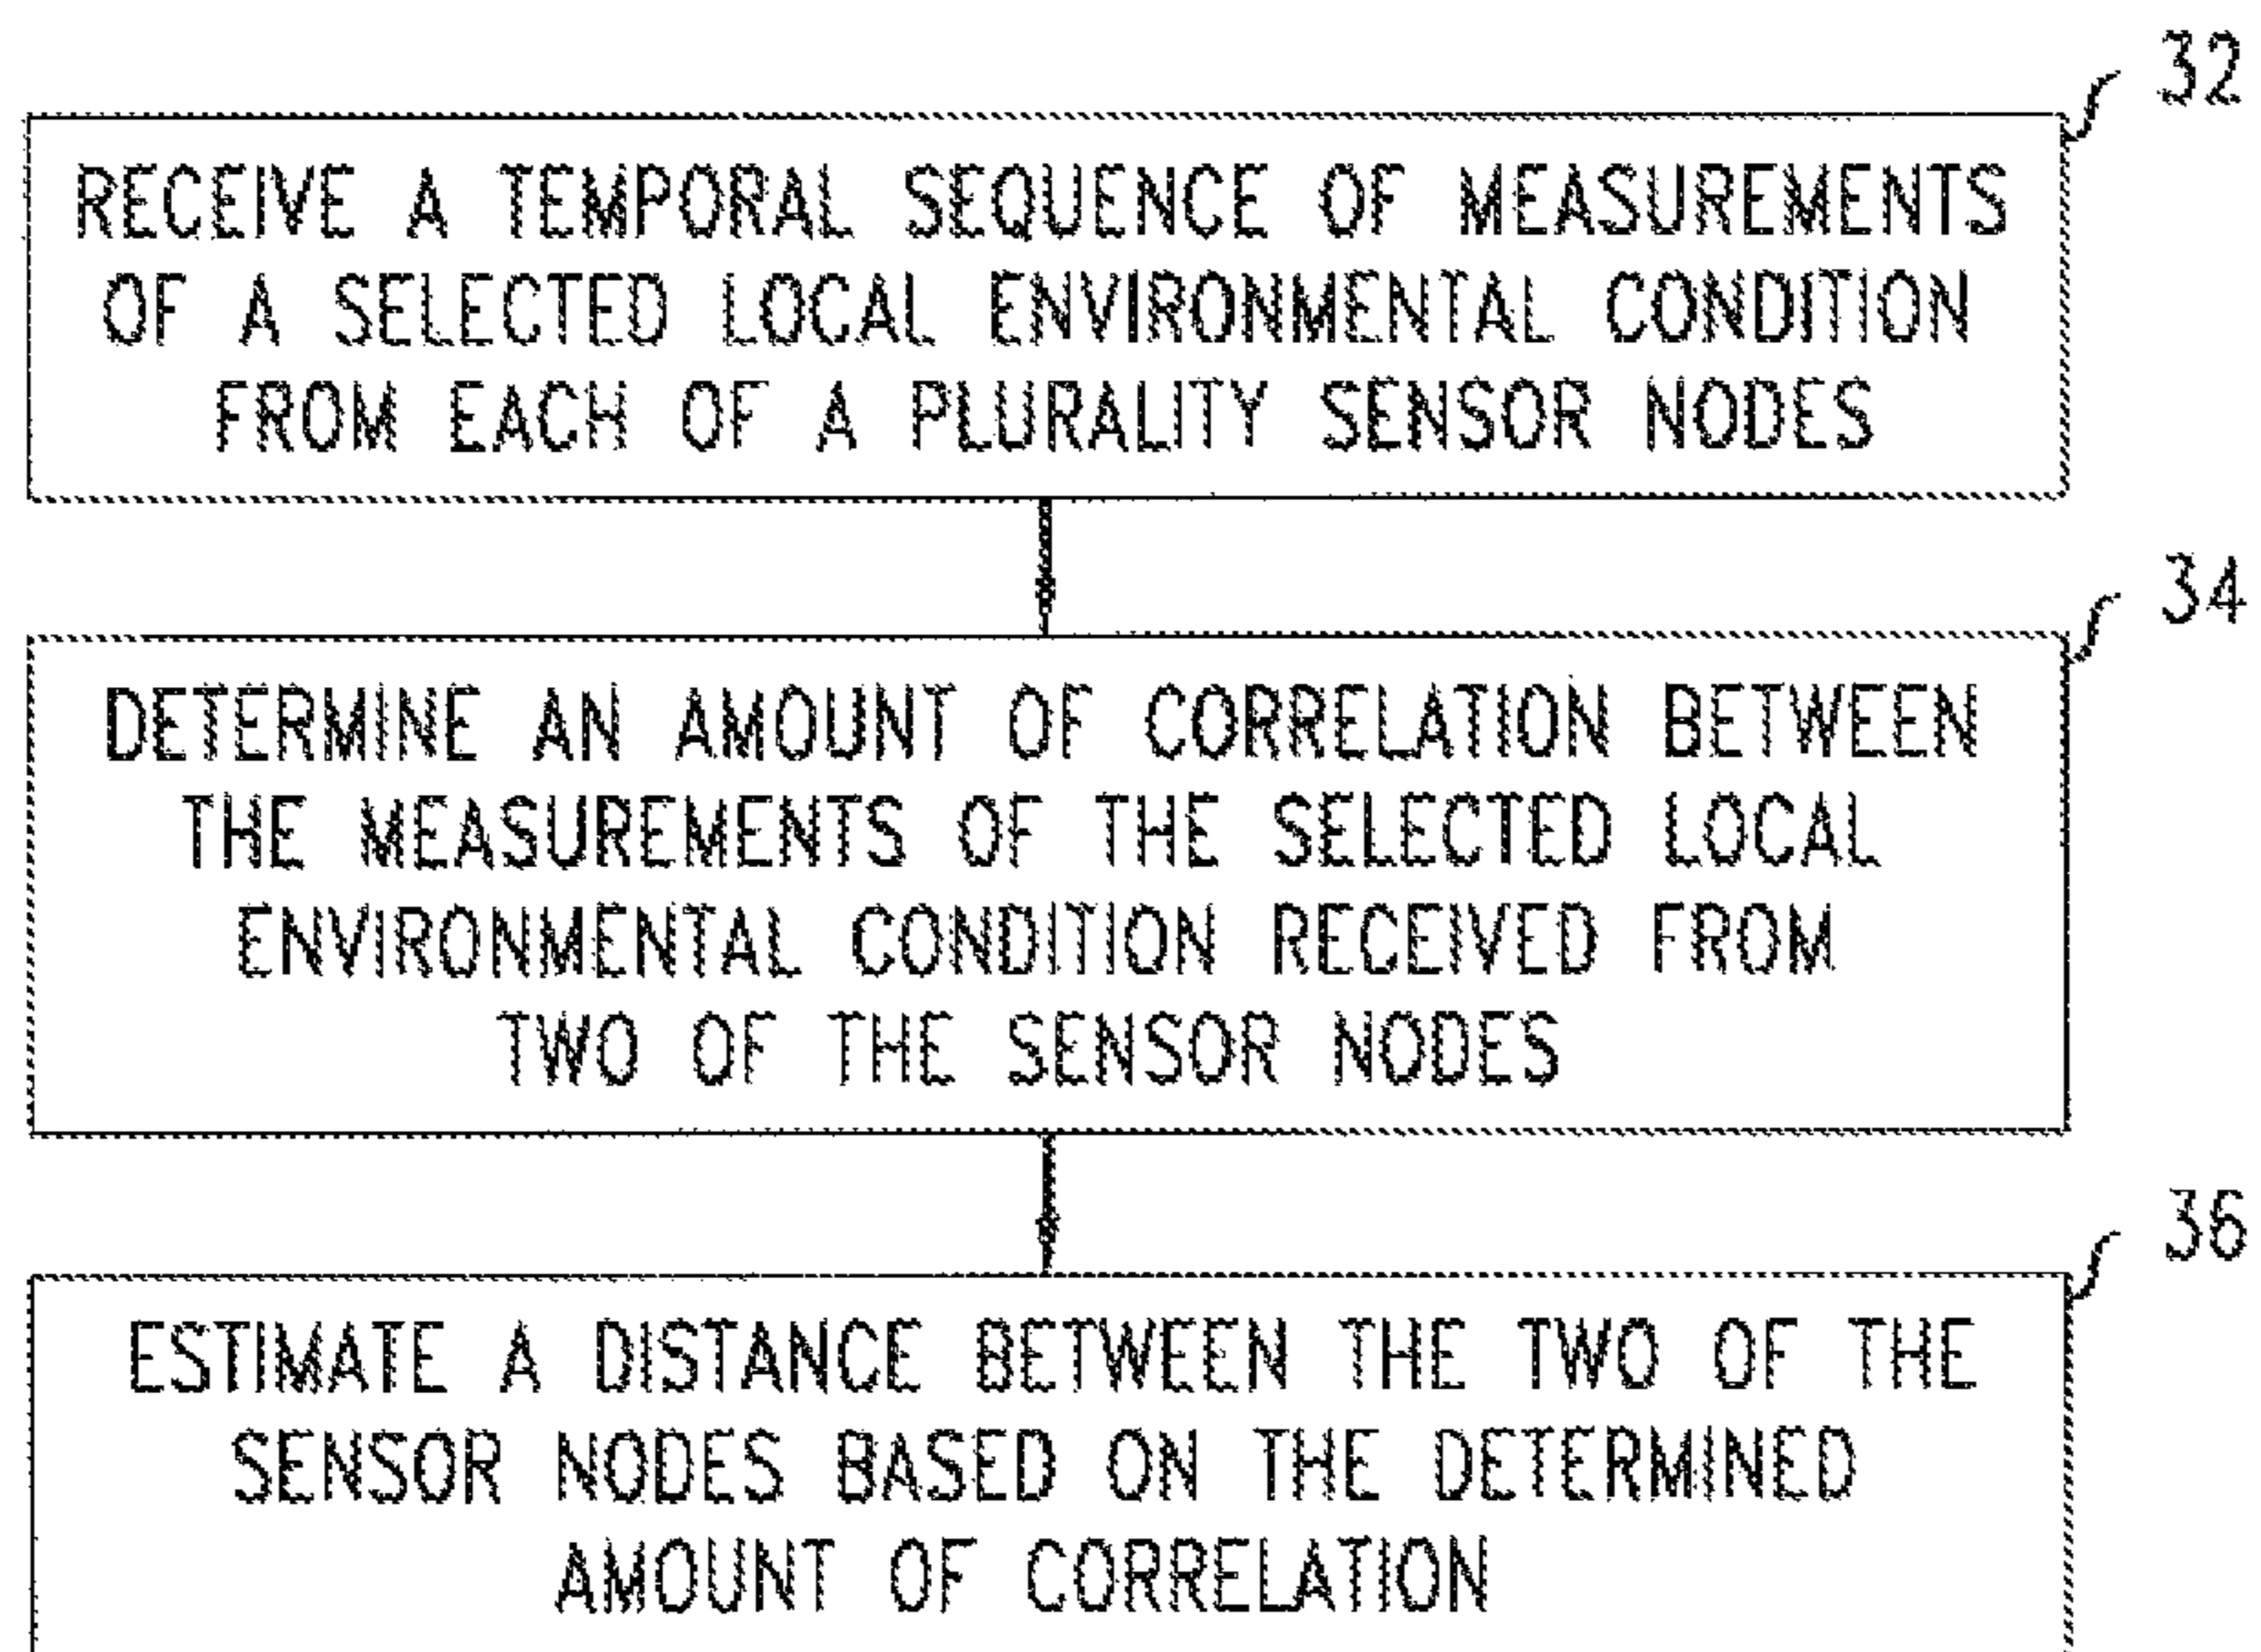 32
RECEIVE A TEMPORAL SEQUENCE OF MEASUREMENTS
OF A SELECTED LOCAL ENVIRONMENTAL CONDITION
FROM EACH OF A PLURALITY SENSOR NODES
34
DETERMINE AN AMOUNT OF CORRELATION BETWEEN
THE MEASUREMENTS OF THE SELECTED LOCAL
ENVIRONMENTAL CONDITION RECEIVED FROM
TWO OF THE SENSOR NODES
36
ESTIMATE A DISTANCE BETWEEN THE TWO OF THE
SENSOR NODES BASED ON THE DETERMINED
AMOUNT OF CORRELATION